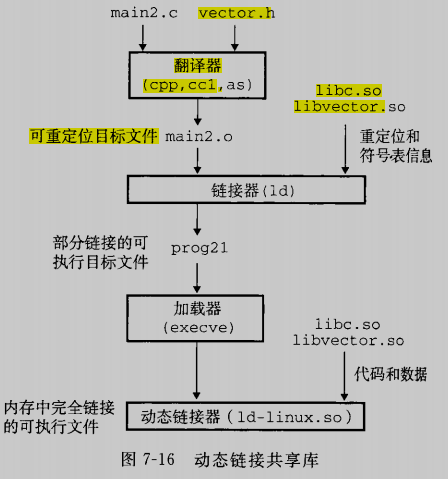 main2.c vector.h
翻译器
(cpp,cc1,as)
libc.so
libvector.so
可重定位目标文件 main2.o
重定位和
符号表信息
链接器(ld)
部分链接的可
执行目标文件
prog21
加载器
(execve)
libc.so
libvector.so
代码和数据
内存中完全链接
的可执行文件
动态链接器(ld-linux.so)
图 7-16 动态链接共享库